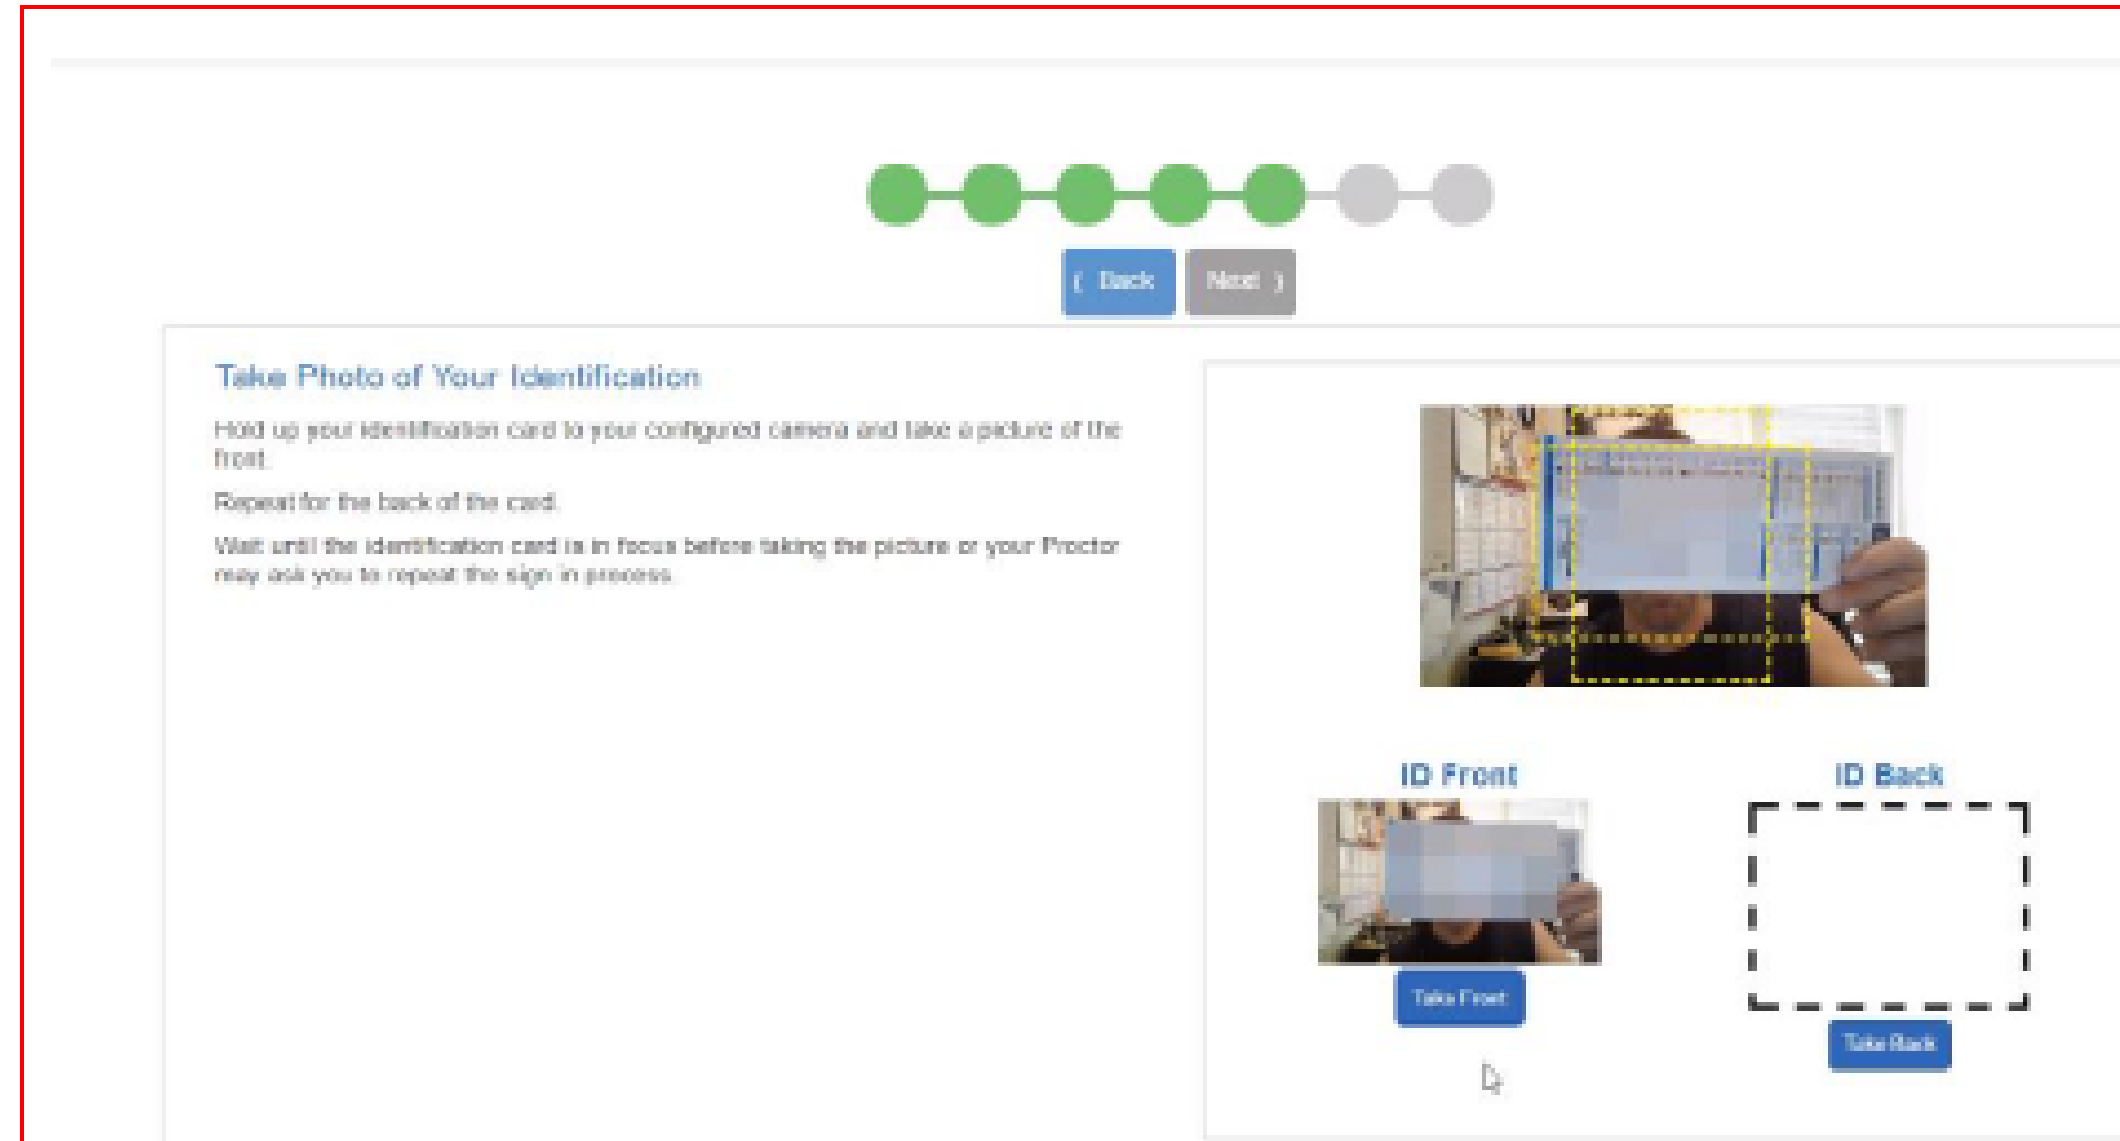 Back
Next
Take Photo of Your Identification
Hold up your identification card to your configured camera and take a picture of the
front.
Repeat for the back of the card.
Wait until the identification card is in focus before taking the picture or your Proctor
may ask you to repeat the sign in process.
ID Front
ID Back
Take Front
Take Back